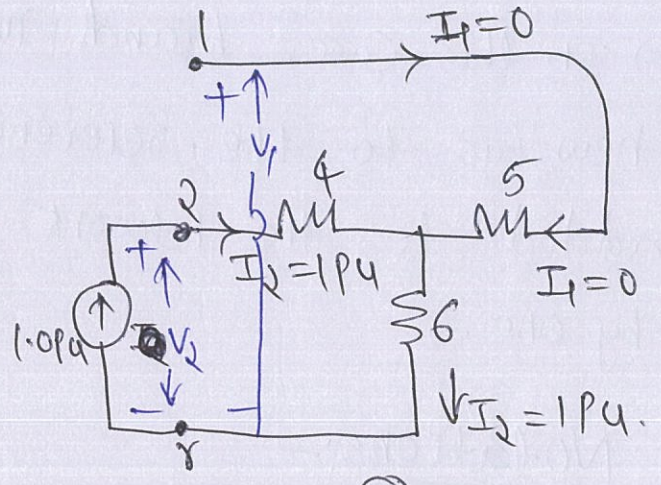 1 I₁=0
+ V₁
2 4 5
+ I₂=1PU I₁=0
1.0pu V₂ 6
— — I₂=1PU.
r